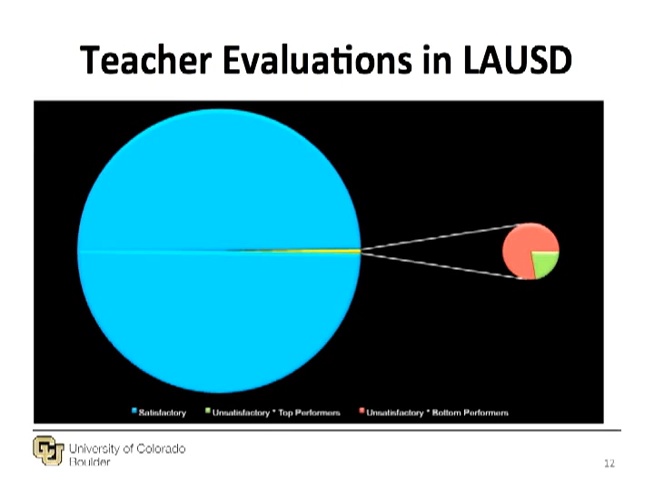 Teacher Evaluations in LAUSD
Satisfactory
Unsatisfactory * Top Performers
Unsatisfactory * Bottom Performers
University of Colorado
Boulder
12